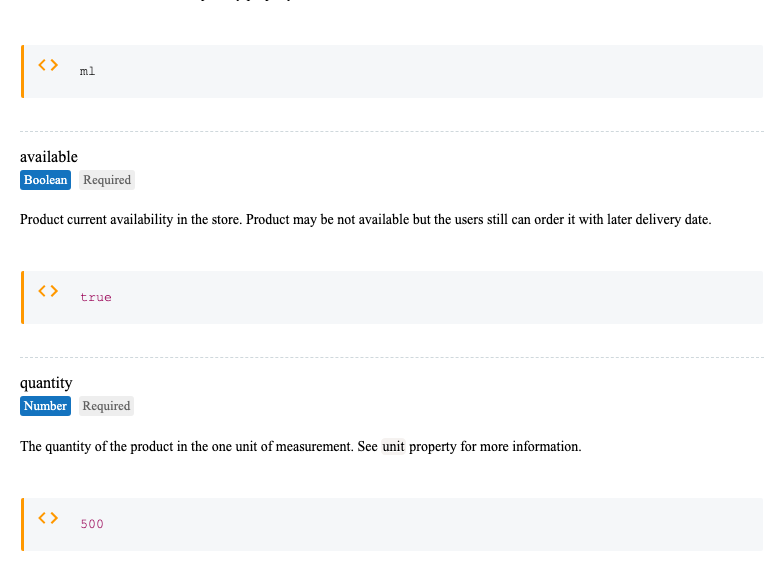 ml
available
Boolean Required
Product current availability in the store. Product may be not available but the users still can order it with later delivery date.
true
quantity
Number Required
The quantity of the product in the one unit of measurement. See unit property for more information.
500